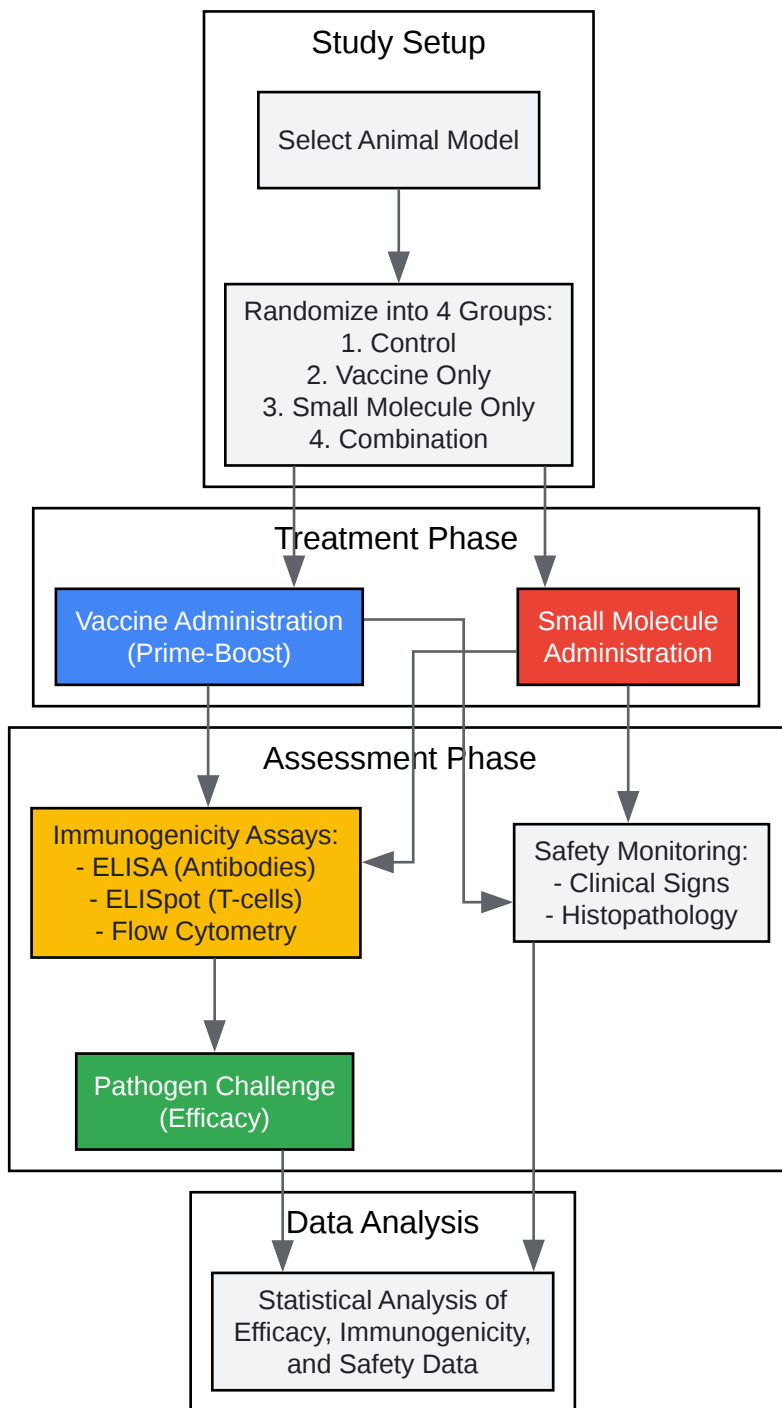 Study Setup
Select Animal Model
Randomize into 4 Groups:
1. Control
2. Vaccine Only
3. Small Molecule Only
4. Combination
Treatment Phase
Vaccine Administration
(Prime-Boost)
Small Molecule
Administration
Assessment Phase
Immunogenicity Assays:
- ELISA (Antibodies)
- ELISpot (T-cells)
- Flow Cytometry
Safety Monitoring:
- Clinical Signs
- Histopathology
Pathogen Challenge
(Efficacy)
Data Analysis
Statistical Analysis of
Efficacy, Immunogenicity,
and Safety Data